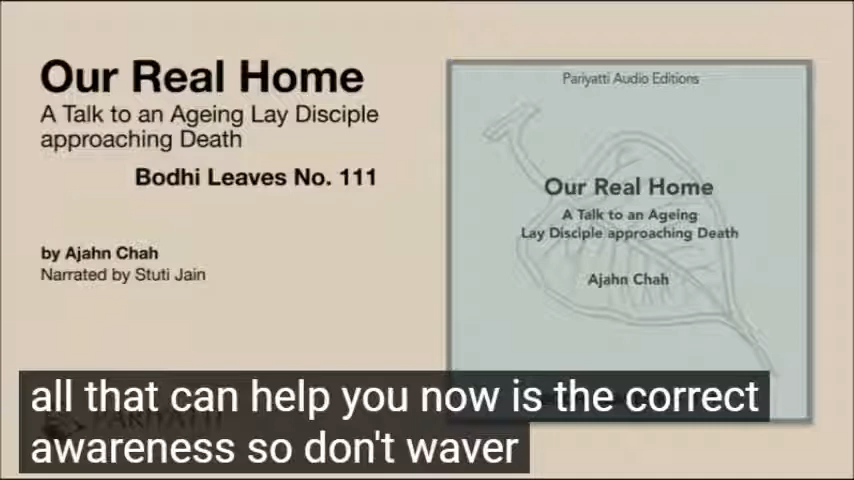 Our Real Home
A Talk to an Ageing Lay Disciple
approaching Death
Bodhi Leaves No. 111
by Ajahn Chah
Narrated by Stuti Jain
Pariyatti Audio Editions
Our Real Home
A Talk to an Ageing
Lay Disciple approaching Death
Ajahn Chah
all that can help you now is the correct
awareness so don't waver